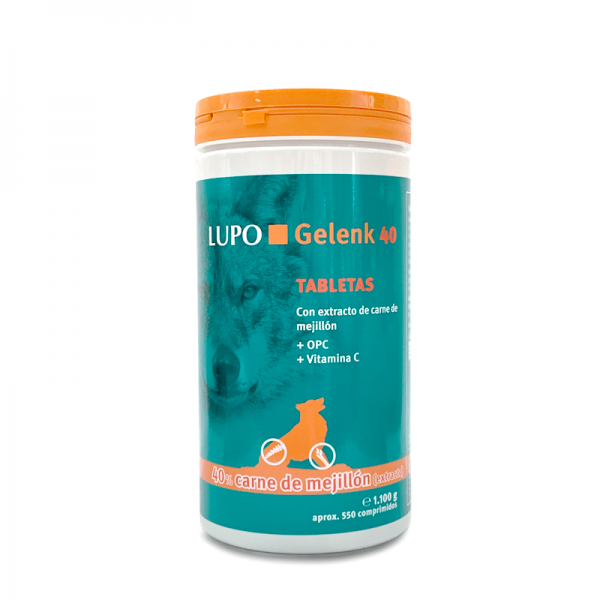 LUPO Gelenk 40
TABLETAS
Con extracto de carne de
mejillón
+ OPC
+ Vitamina C
40% carne de mejillón (extracto)
℮ 1.100 g
aprox. 550 comprimidos